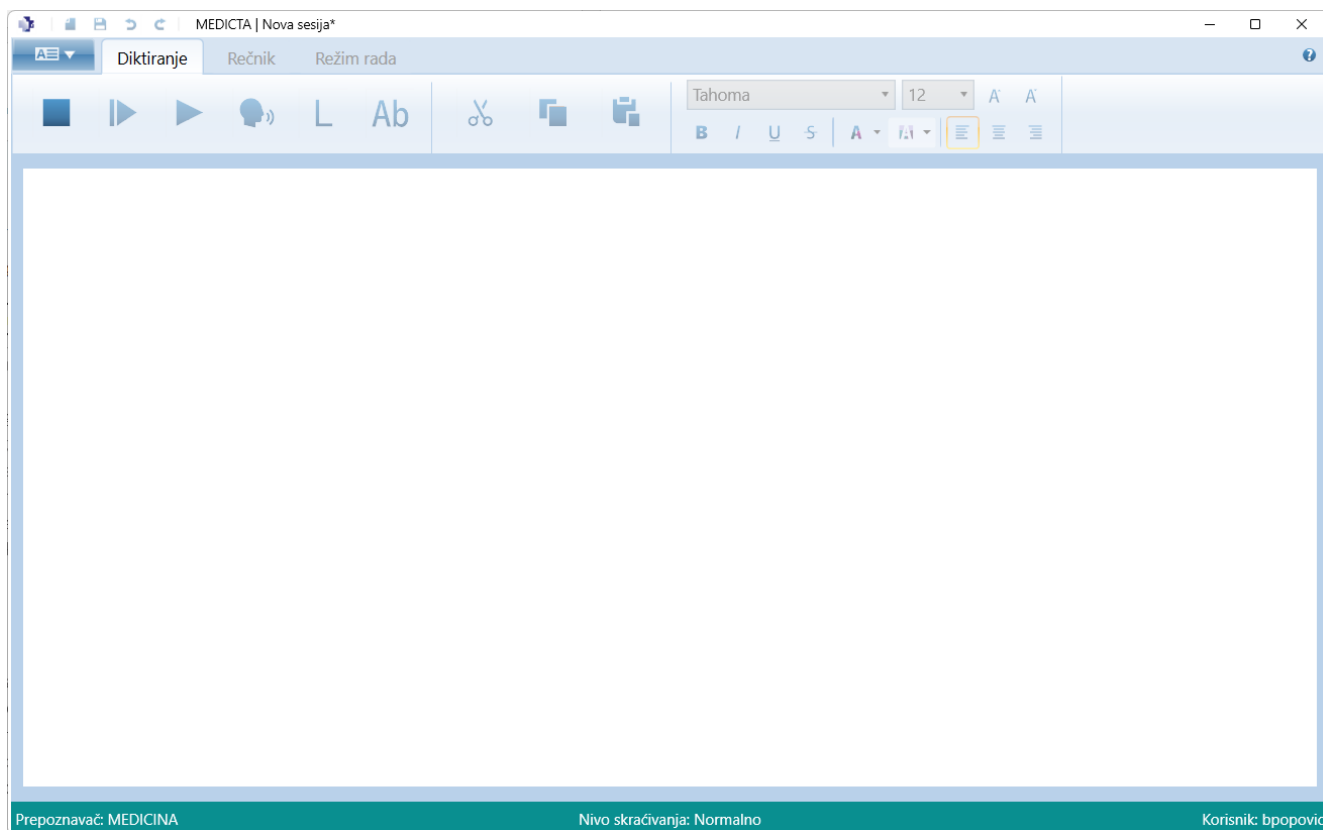 MEDICTA | Nova sesija*
Diktiranje Rečnik Režim rada
L Ab
Tahoma 12 A A
B I U S A
Prepoznavač: MEDICINA Nivo skraćivanja: Normalno Korisnik: bpopovic